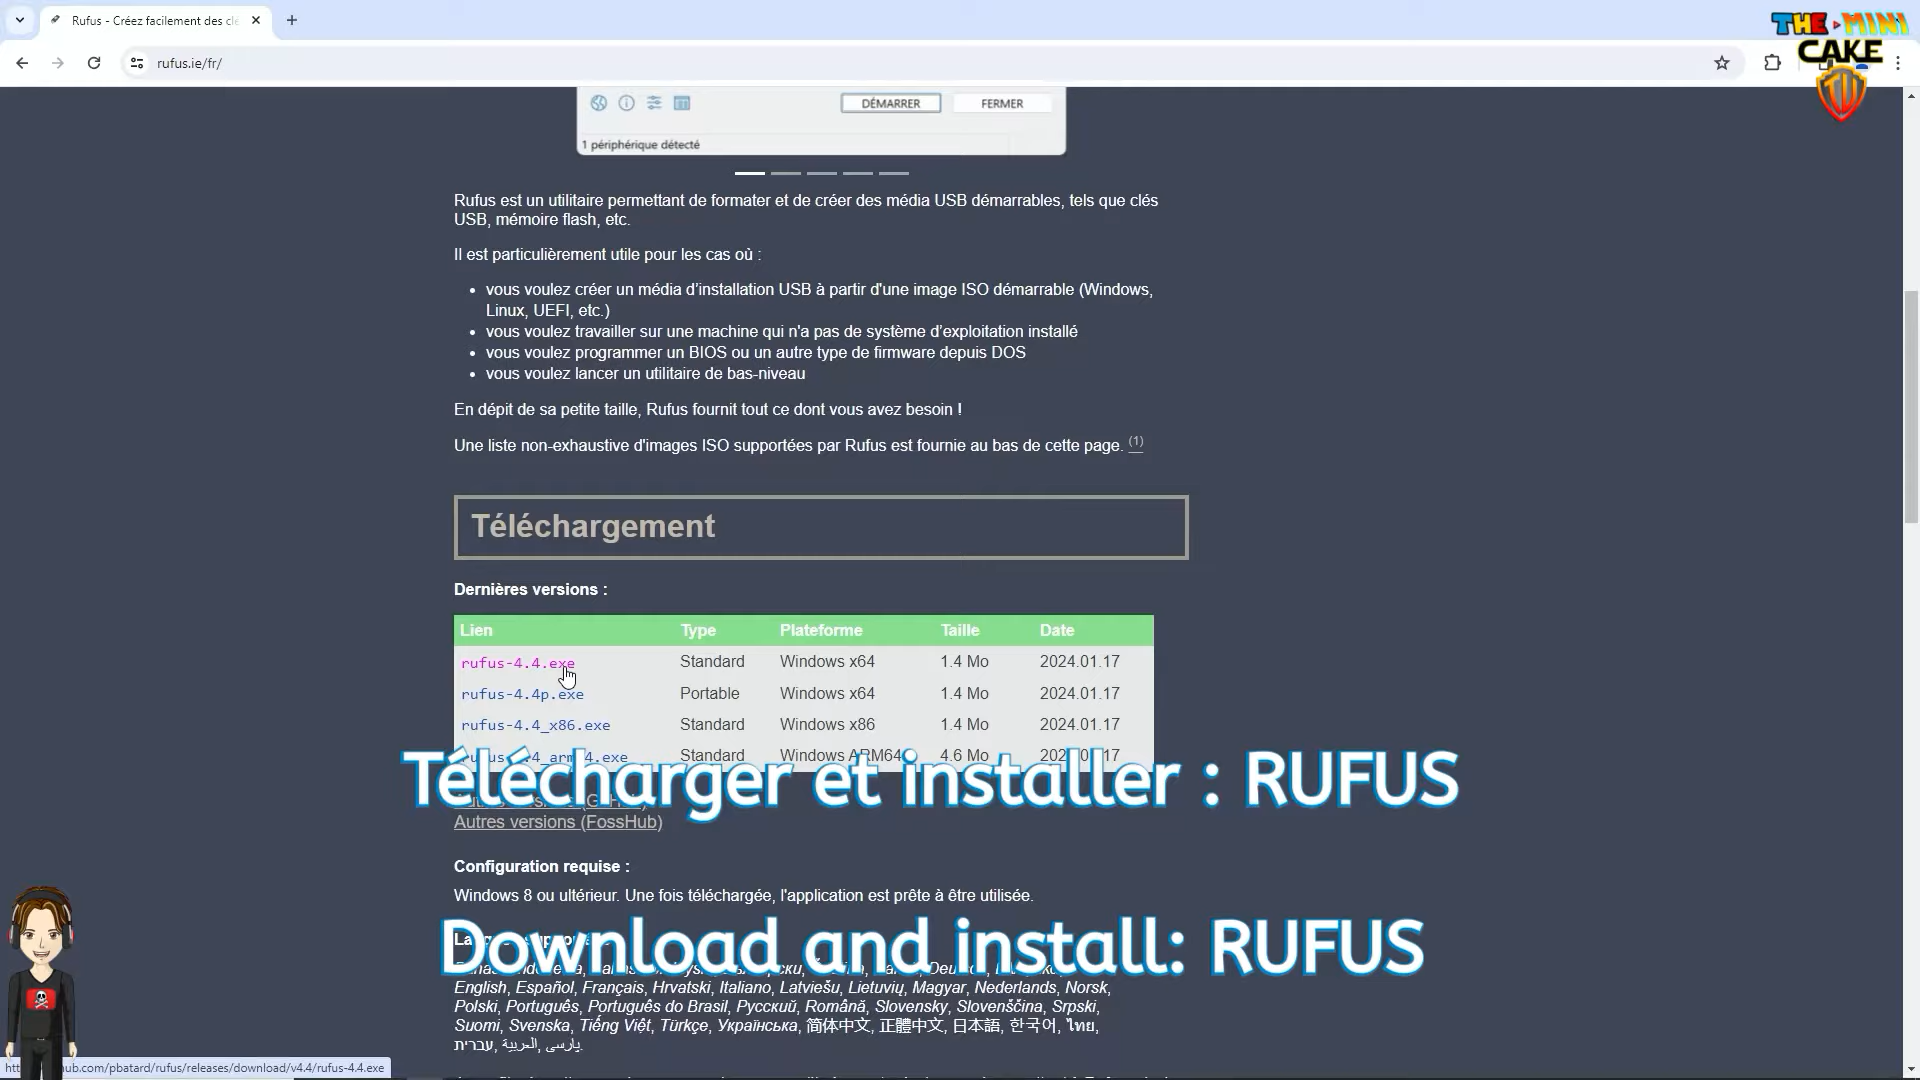 Rufus - Créez facilement des cle
THE MINI
CAKE
rufus.ie/fr/
DÉMARRER FERMER
1 périphérique détecté
Rufus est un utilitaire permettant de formater et de créer des média USB démarrables, tels que clés
USB, mémoire flash, etc.
Il est particulièrement utile pour les cas où :
vous voulez créer un média d’installation USB à partir d'une image ISO démarrable (Windows,
Linux, UEFI, etc.)
vous voulez travailler sur une machine qui n'a pas de système d’exploitation installé
vous voulez programmer un BIOS ou un autre type de firmware depuis DOS
vous voulez lancer un utilitaire de bas-niveau
En dépit de sa petite taille, Rufus fournit tout ce dont vous avez besoin !
Une liste non-exhaustive d'images ISO supportées par Rufus est fournie au bas de cette page. (1)
Téléchargement
Dernières versions :
Lien Type Plateforme Taille Date
rufus-4.4.exe Standard Windows x64 1.4 Mo 2024.01.17
rufus-4.4p.exe Portable Windows x64 1.4 Mo 2024.01.17
rufus-4.4_x86.exe Standard Windows x86 1.4 Mo 2024.01.17
Standard Windows ARM64 4.6 Mo
Télécharger et installer : RUFUS
Autres versions (FossHub)
Configuration requise :
Windows 8 ou ultérieur. Une fois téléchargée, l'application est prête à être utilisée.
Download and install: RUFUS
English, Español, Français, Hrvatski, Italiano, Latviešu, Lietuvių, Magyar, Nederlands, Norsk,
Polski, Português, Português do Brasil, Русский, Română, Slovensky, Slovenščina, Srpski,
Suomi, Svenska, Tiếng Việt, Türkçe, Українська, 简体中文, 正體中文, 日本語, 한국어, ไทย,
עברית, العربية, پارسی.
hub.com/pbatard/rufus/releases/download/v4.4/rufus-4.4.exe